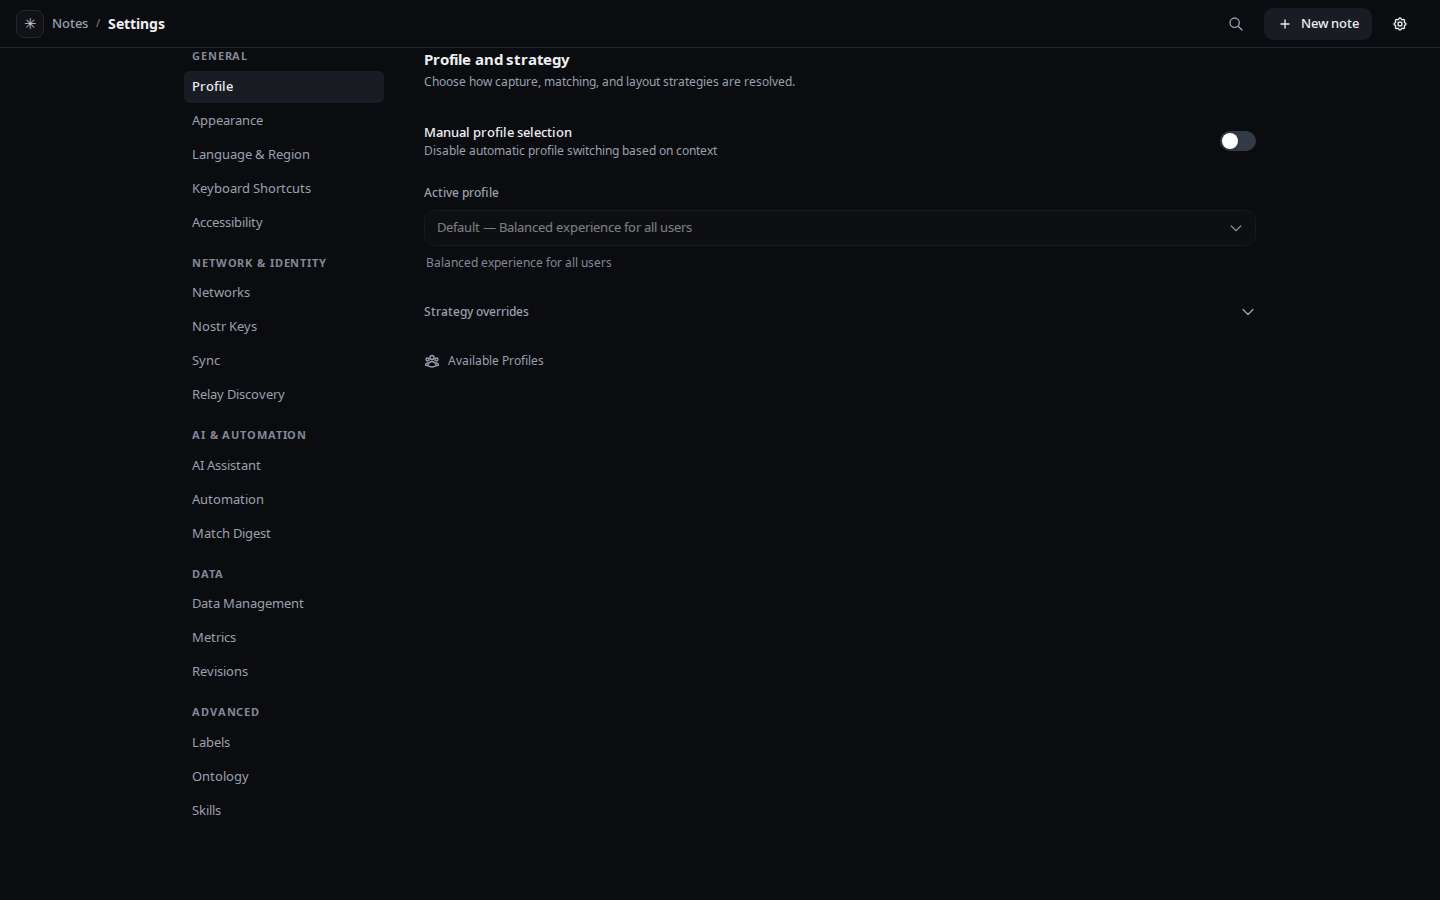 Notes / Settings
New note
GENERAL
Profile
Appearance
Language & Region
Keyboard Shortcuts
Accessibility
NETWORK & IDENTITY
Networks
Nostr Keys
Sync
Relay Discovery
AI & AUTOMATION
AI Assistant
Automation
Match Digest
DATA
Data Management
Metrics
Revisions
ADVANCED
Labels
Ontology
Skills
Profile and strategy
Choose how capture, matching, and layout strategies are resolved.
Manual profile selection
Disable automatic profile switching based on context
Active profile
Default — Balanced experience for all users
Balanced experience for all users
Strategy overrides
Available Profiles